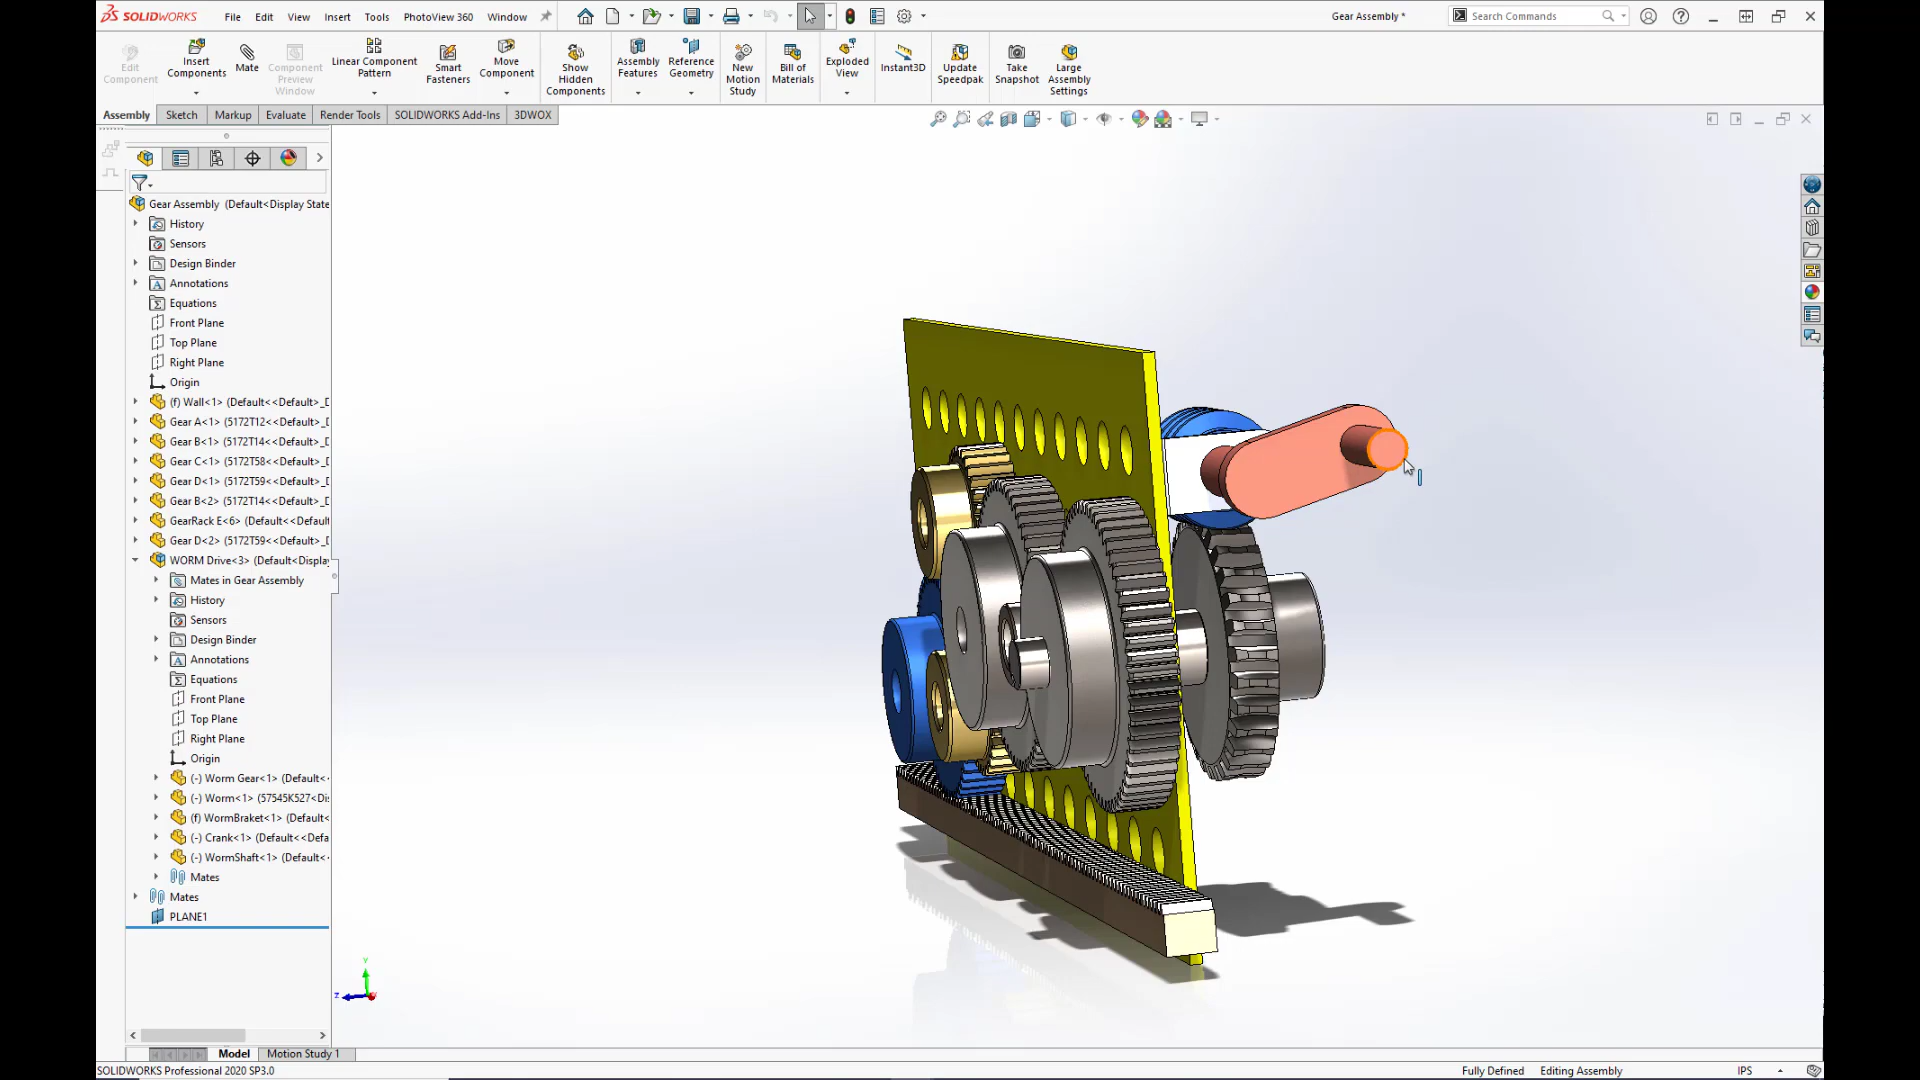 SOLIDWORKS File Edit View Insert Tools PhotoView 360 Window Gear Assembly * Search Commands
Edit Component
Insert Components
Mate
Component Preview Window
Linear Component Pattern
Smart Fasteners
Move Component
Show Hidden Components
Assembly Features
Reference Geometry
New Motion Study
Bill of Materials
Exploded View
Instant3D
Update Speedpak
Take Snapshot
Large Assembly Settings
Assembly Sketch Markup Evaluate Render Tools SOLIDWORKS Add-Ins 3DWOX
Gear Assembly (Default<Display State
History
Sensors
Design Binder
Annotations
Equations
Front Plane
Top Plane
Right Plane
Origin
(f) Wall<1> (Default<<Default>_D
Gear A<1> (5172T12<<Default>_D
Gear B<1> (5172T14<<Default>_D
Gear C<1> (5172T58<<Default>_D
Gear D<1> (5172T59<<Default>_D
Gear B<2> (5172T14<<Default>_D
GearRack E<6> (Default<<Default
Gear D<2> (5172T59<<Default>_D
WORM Drive<3> (Default<Display
Mates in Gear Assembly
History
Sensors
Design Binder
Annotations
Equations
Front Plane
Top Plane
Right Plane
Origin
(-) Worm Gear<1> (Default<
(-) Worm<1> (57545K527<Dis
(f) WormBraket<1> (Default<
(-) Crank<1> (Default<<Defa
(-) WormShaft<1> (Default<
Mates
Mates
PLANE1
Y
Z
Model Motion Study 1
SOLIDWORKS Professional 2020 SP3.0 Fully Defined Editing Assembly IPS